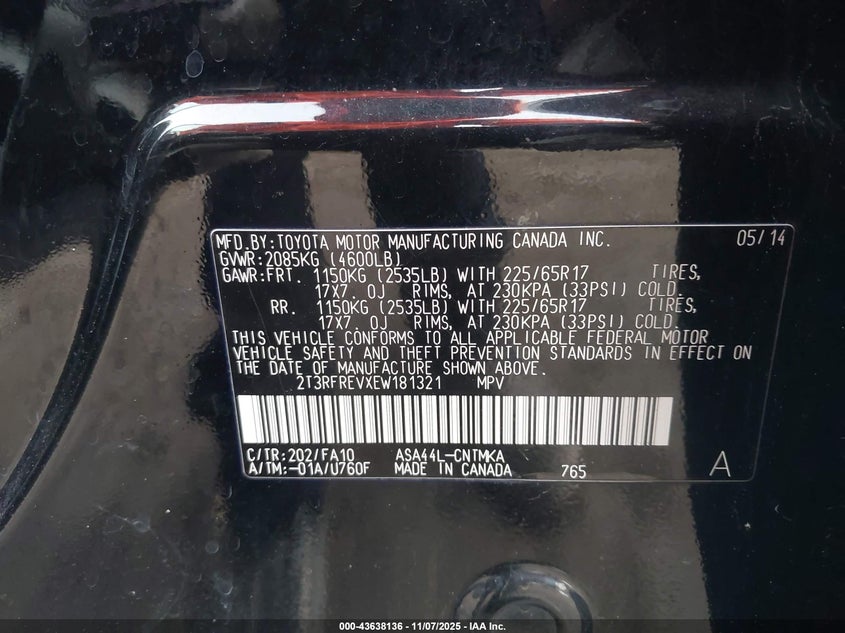 MFD.BY:TOYOTA MOTOR MANUFACTURING CANADA INC. 05/14
GVWR:2085KG (4600LB)
GAWR:FRT. 1150KG (2535LB) WITH 225/65R17 TIRES,
17X7. 0J RIMS, AT 230KPA (33PSI) COLD.
RR. 1150KG (2535LB) WITH 225/65R17 TIRES,
17X7. 0J RIMS, AT 230KPA (33PSI) COLD.
THIS VEHICLE CONFORMS TO ALL APPLICABLE FEDERAL MOTOR
VEHICLE SAFETY AND THEFT PREVENTION STANDARDS IN EFFECT ON
THE DATE OF MANUFACTURE SHOWN ABOVE.
2T3RFREVXEW181321 MPV
C/TR:202/FA10 ASA44L-CNTMKA
A/TM:-01A/U760F MADE IN CANADA 765 A
000-43638136 - 11/07/2025 - IAA Inc.